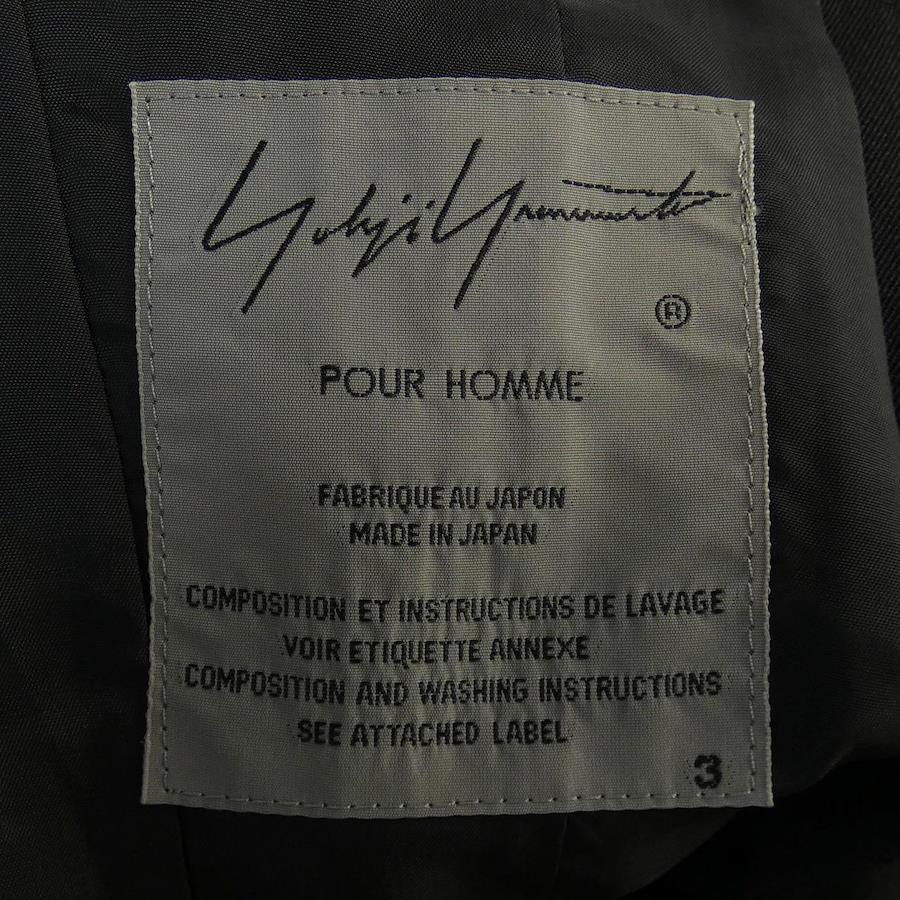 Yohji Yamamoto
®
POUR HOMME
FABRIQUE AU JAPON
MADE IN JAPAN
COMPOSITION ET INSTRUCTIONS DE LAVAGE
VOIR ETIQUETTE ANNEXE
COMPOSITION AND WASHING INSTRUCTIONS
SEE ATTACHED LABEL
3